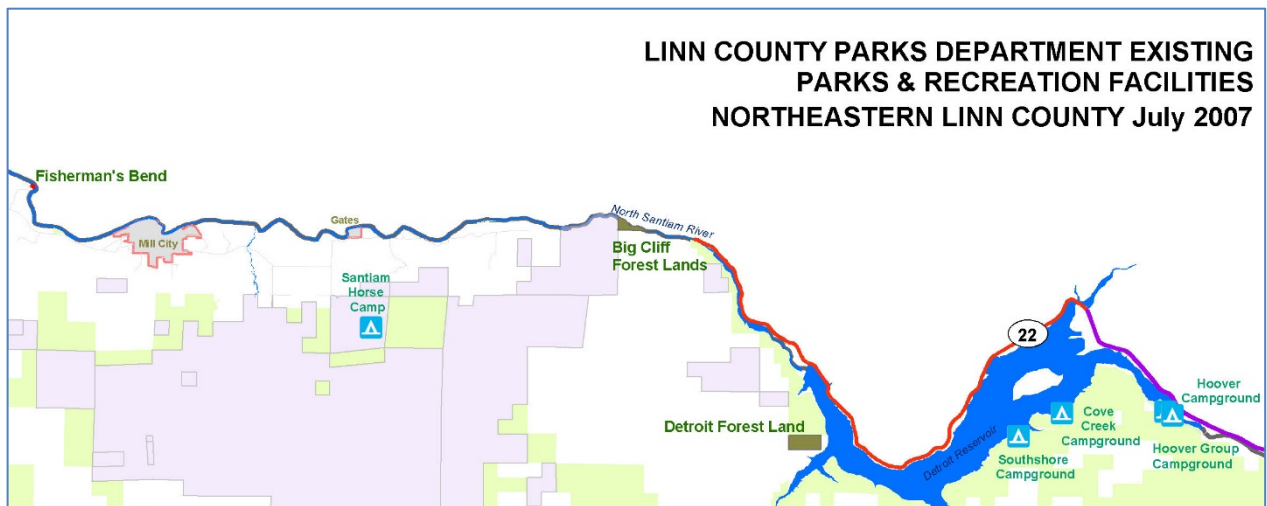 LINN COUNTY PARKS DEPARTMENT EXISTING
PARKS & RECREATION FACILITIES
NORTHEASTERN LINN COUNTY July 2007
Fisherman's Bend
Mill City
Gates
North Santiam River
Big Cliff
Forest Lands
Santiam
Horse
Camp
22
Detroit Forest Land
Detroit Reservoir
Southshore
Campground
Cove
Creek
Campground
Hoover
Campground
Hoover Group
Campground